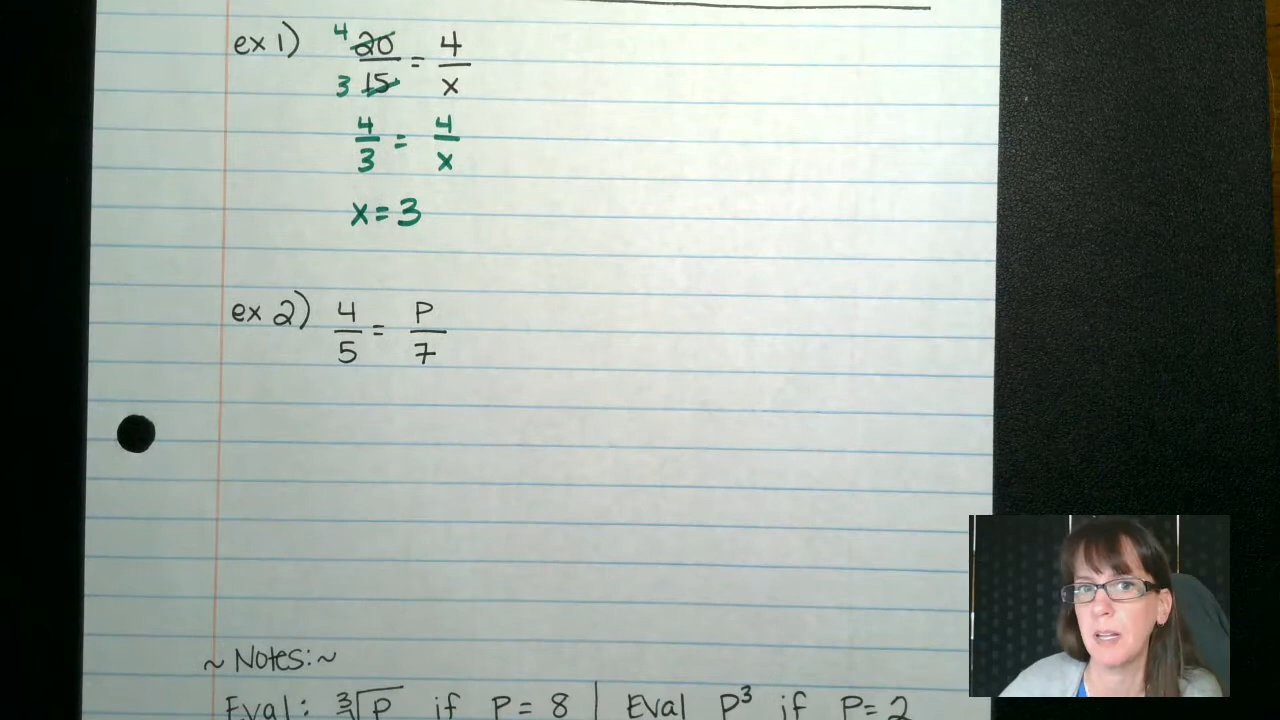 ex 1) 4 20/3 15 = 4/x
4/3 = 4/x
x = 3
ex 2) 4/5 = P/7
~ Notes: ~
Eval: ∛P if P = 8 | Eval P³ if P = 2